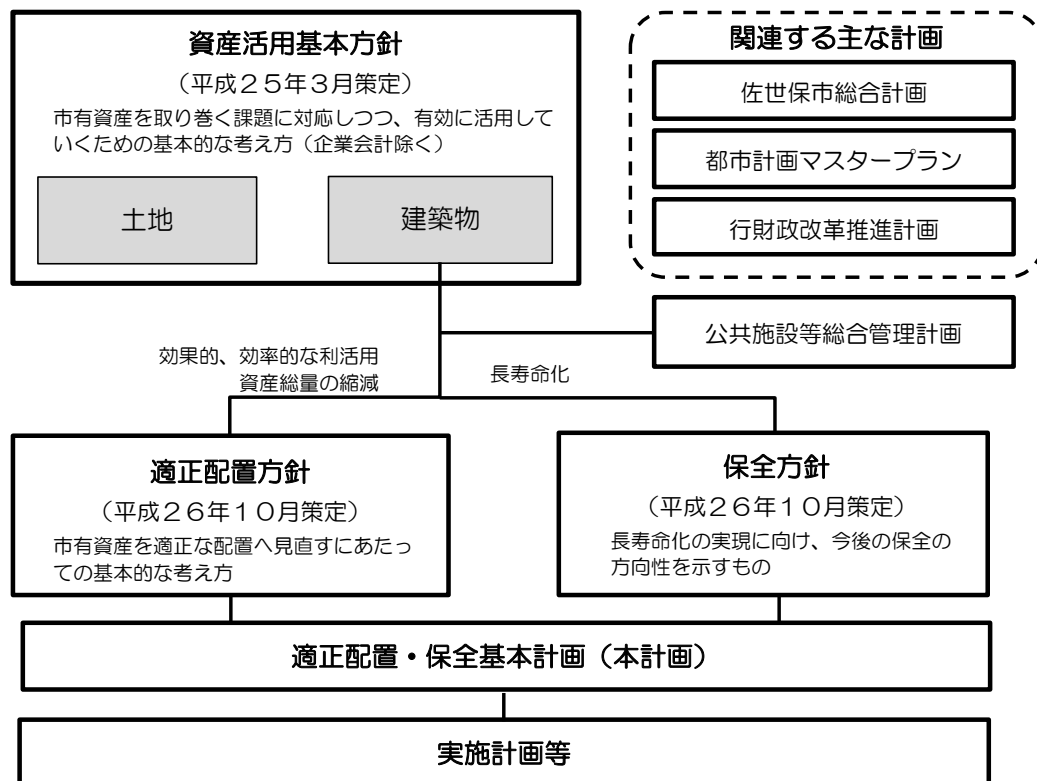 資産活用基本方針
（平成２５年３月策定）
市有資産を取り巻く課題に対応しつつ、有効に活用して
いくための基本的な考え方（企業会計除く）
土地
建築物
関連する主な計画
佐世保市総合計画
都市計画マスタープラン
行財政改革推進計画
公共施設等総合管理計画
効果的、効率的な利活用
資産総量の縮減
長寿命化
適正配置方針
（平成２６年１０月策定）
市有資産を適正な配置へ見直すにあたっ
ての基本的な考え方
保全方針
（平成２６年１０月策定）
長寿命化の実現に向け、今後の保全の
方向性を示すもの
適正配置・保全基本計画（本計画）
実施計画等